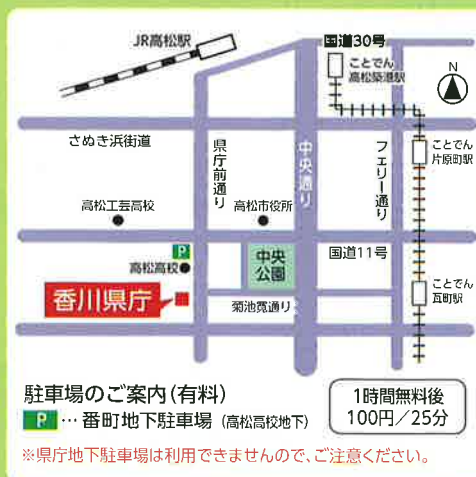 JR高松駅
国道30号
ことでん
高松築港駅
N
さぬき浜街道
県庁前通り
中央通り
フェリー通り
ことでん
片原町駅
高松工芸高校
高松市役所
P
高松高校
中央
公園
国道11号
香川県庁
菊池寛通り
ことでん
瓦町駅
駐車場のご案内(有料)
P … 番町地下駐車場 (高松高校地下)
1時間無料後
100円/25分
※県庁地下駐車場は利用できませんので、ご注意ください。